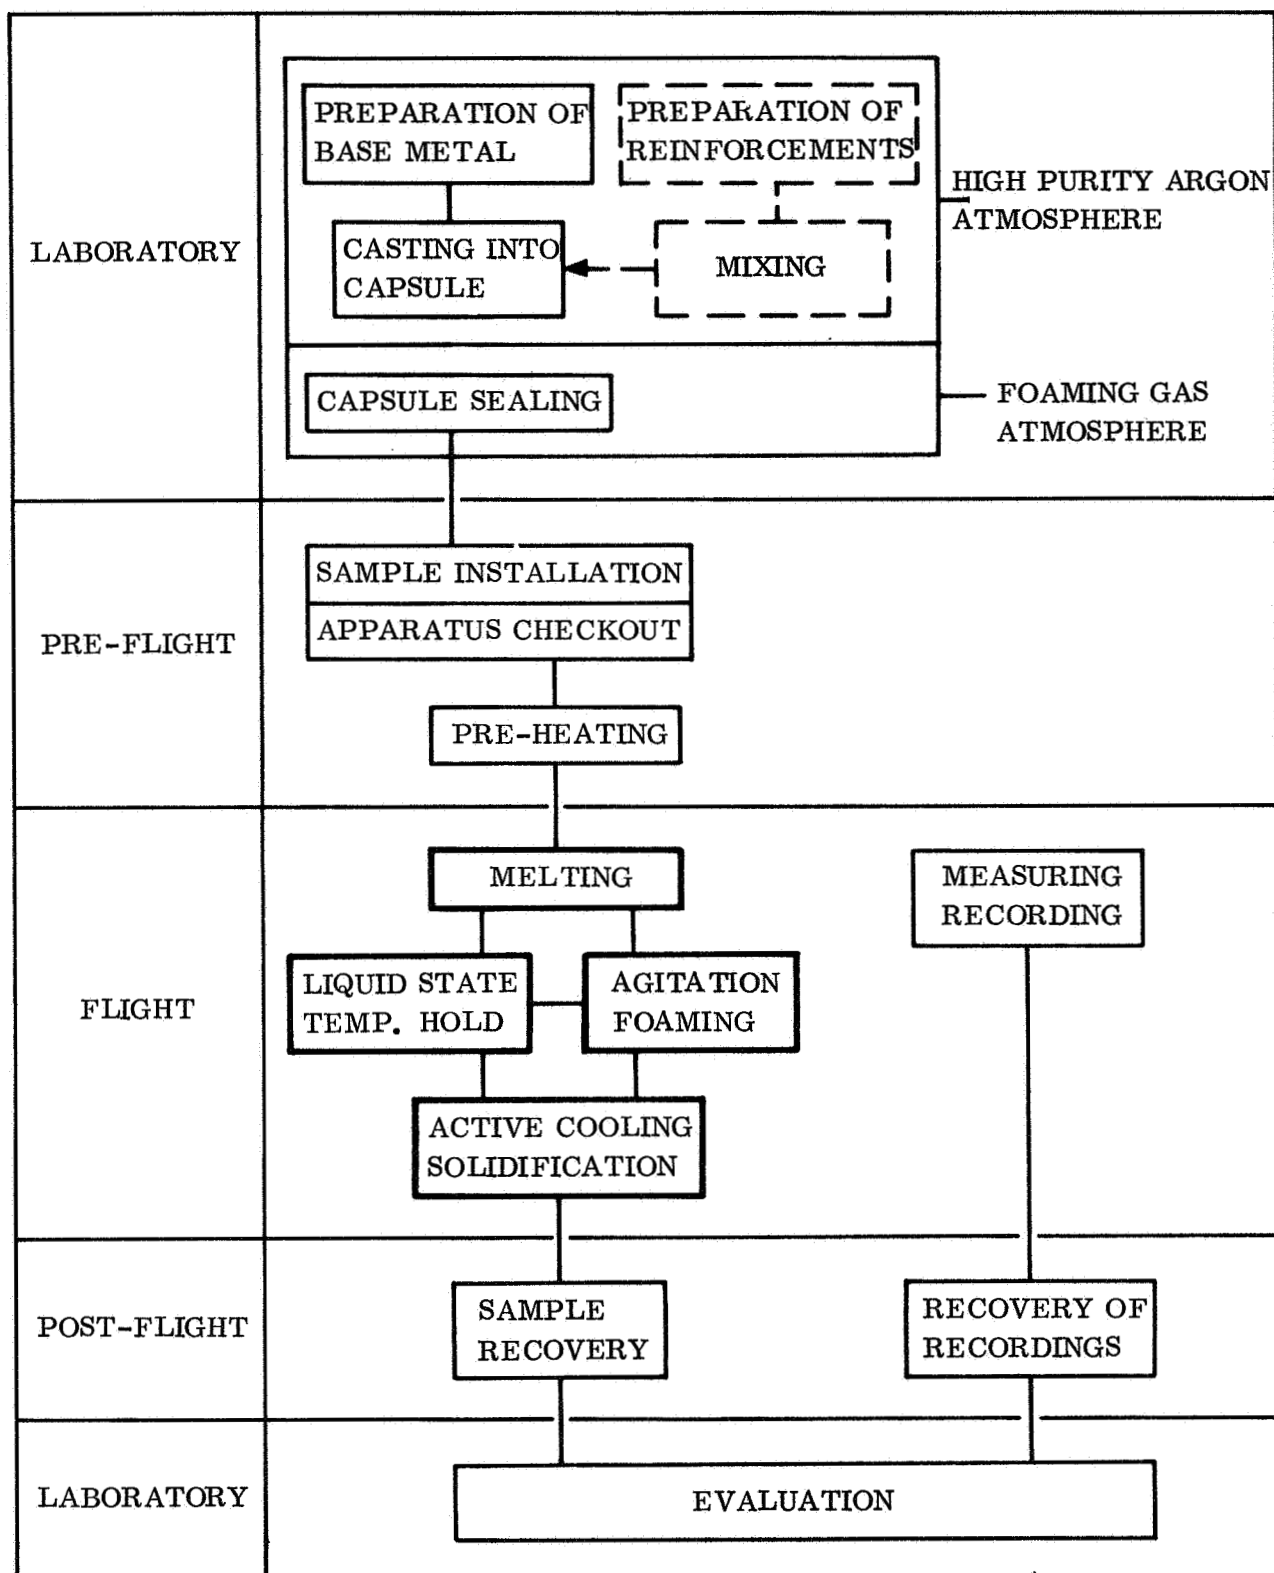 LABORATORY
PREPARATION OF
BASE METAL
PREPARATION OF
REINFORCEMENTS
HIGH PURITY ARGON
ATMOSPHERE
CASTING INTO
CAPSULE
MIXING
CAPSULE SEALING
FOAMING GAS
ATMOSPHERE
PRE-FLIGHT
SAMPLE INSTALLATION
APPARATUS CHECKOUT
PRE-HEATING
FLIGHT
MELTING
MEASURING
RECORDING
LIQUID STATE
TEMP. HOLD
AGITATION
FOAMING
ACTIVE COOLING
SOLIDIFICATION
POST-FLIGHT
SAMPLE
RECOVERY
RECOVERY OF
RECORDINGS
LABORATORY
EVALUATION